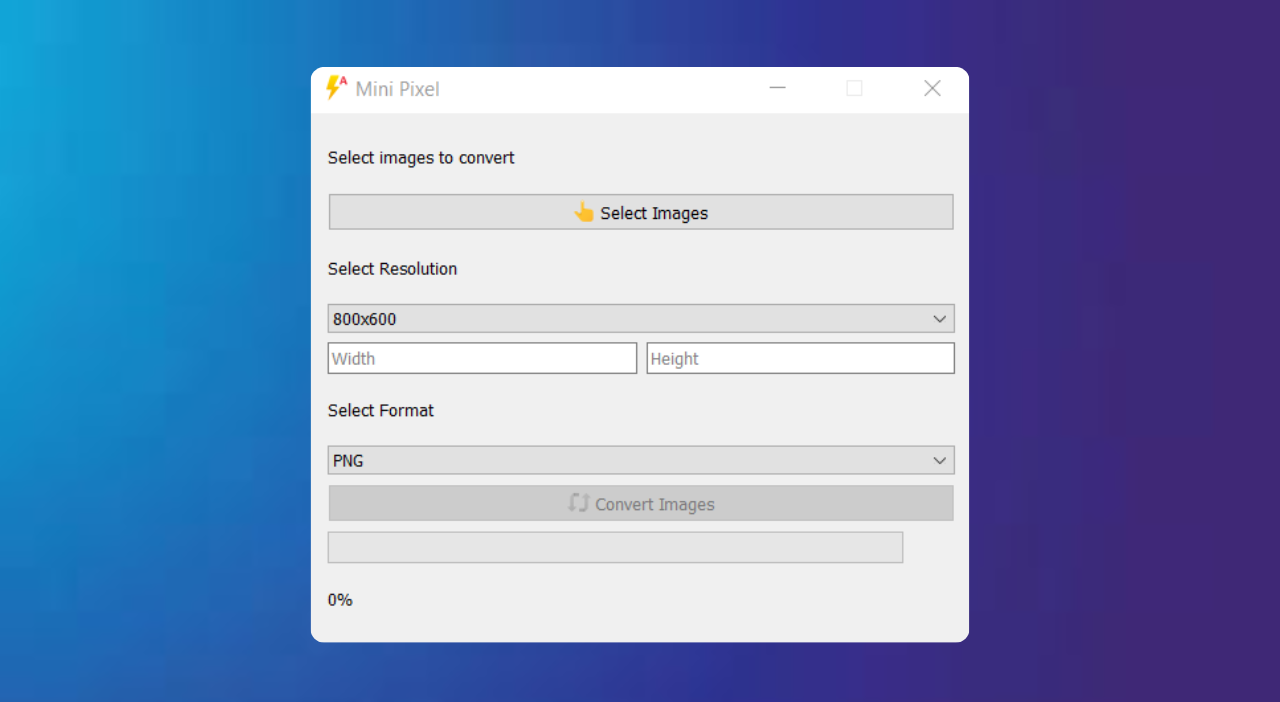 Mini Pixel
Select images to convert
Select Images
Select Resolution
800x600
Width Height
Select Format
PNG
Convert Images
0%